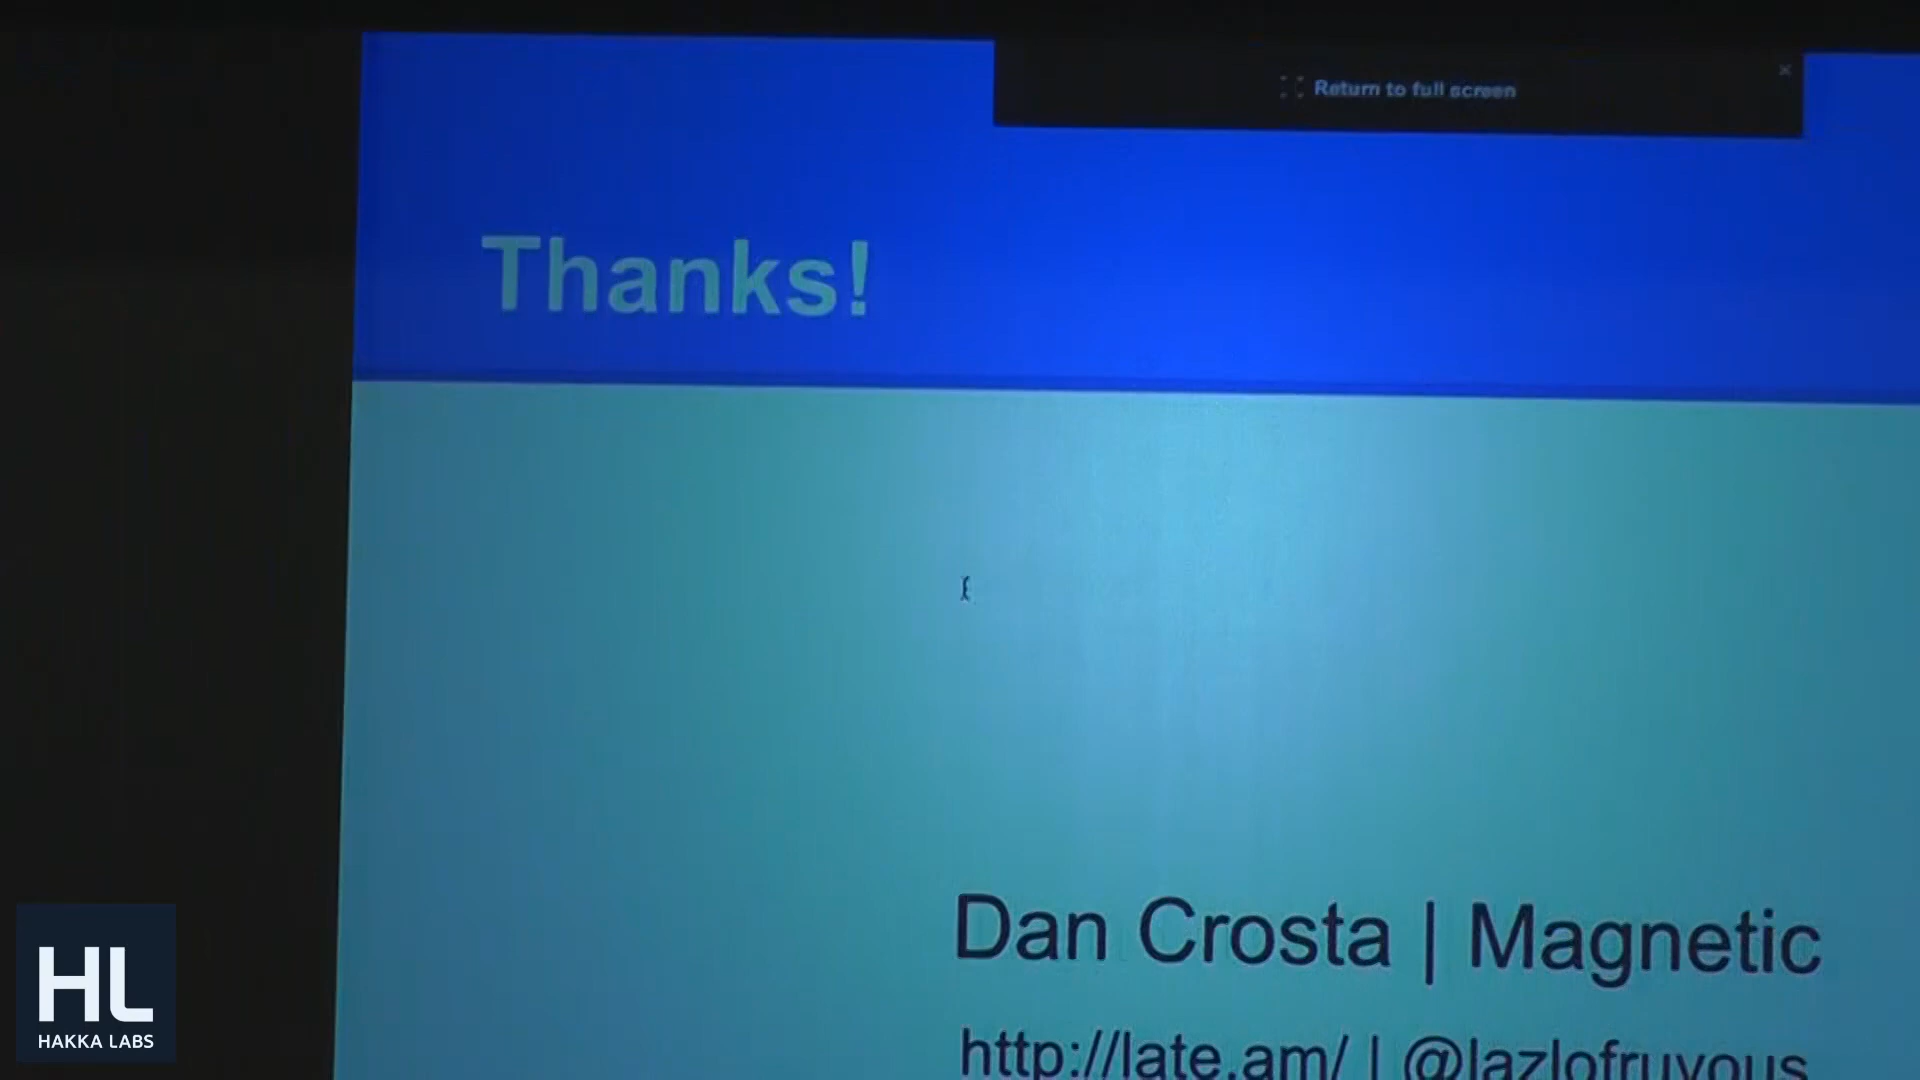 Return to full screen
Thanks!
Dan Crosta | Magnetic
http://late.am/ | @lazlofruvous
HL
HAKKA LABS